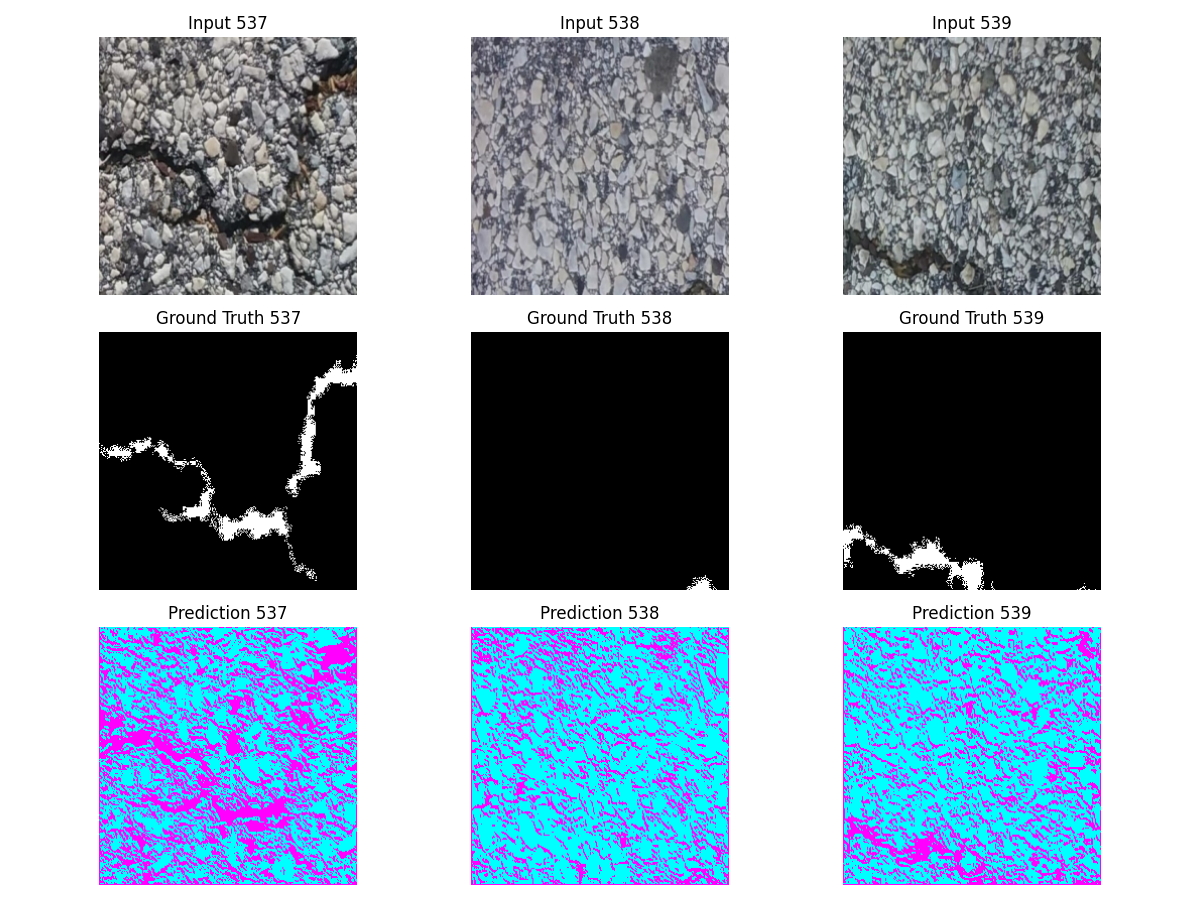 Input 537
Input 538
Input 539
Ground Truth 537
Ground Truth 538
Ground Truth 539
Prediction 537
Prediction 538
Prediction 539